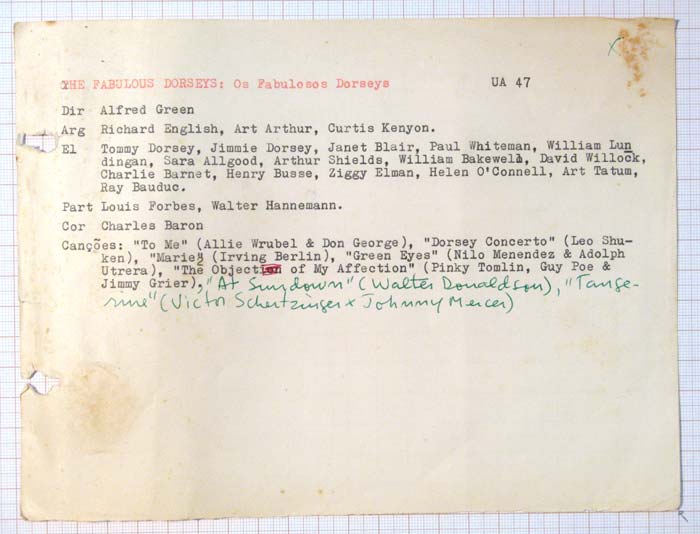 THE FABULOUS DORSEYS: Os Fabulosos Dorseys UA 47
Dir Alfred Green
Arg Richard English, Art Arthur, Curtis Kenyon.
El Tommy Dorsey, Jimmie Dorsey, Janet Blair, Paul Whiteman, William Lun
dingan, Sara Allgood, Arthur Shields, William Bakewell, David Willock,
Charlie Barnet, Henry Busse, Ziggy Elman, Helen O'Connell, Art Tatum,
Ray Bauduc.
Part Louis Forbes, Walter Hannemann.
Cor Charles Baron
Canções: "To Me" (Allie Wrubel & Don George), "Dorsey Concerto" (Leo Shu-
ken), "Marie" (Irving Berlin), "Green Eyes" (Nilo Menendez & Adolph
Utrera), "The Object of My Affection" (Pinky Tomlin, Guy Poe &
Jimmy Grier), "At Sundown" (Walter Donaldson), "Tange-
rine" (Victor Schertzinger x Johnny Mercer)